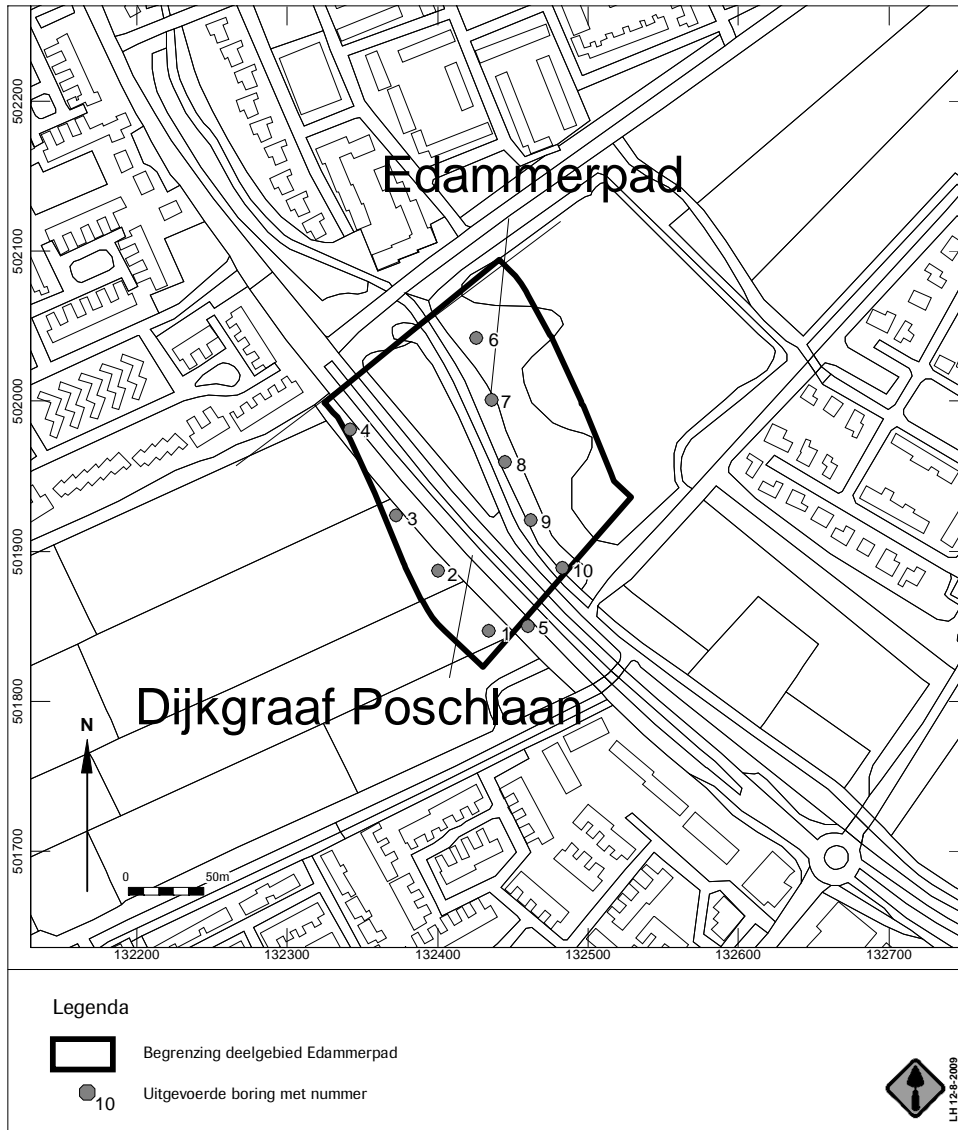 502200
502100
502000
501900
501800
501700
Edammerpad
6
7
4
8
3
9
2
10
1
5
Dijkgraaf Poschlaan
N
0 50m
132200 132300 132400 132500 132600 132700
Legenda
Begrenzing deelgebied Edammerpad
10 Uitgevoerde boring met nummer
LH 12-8-2009